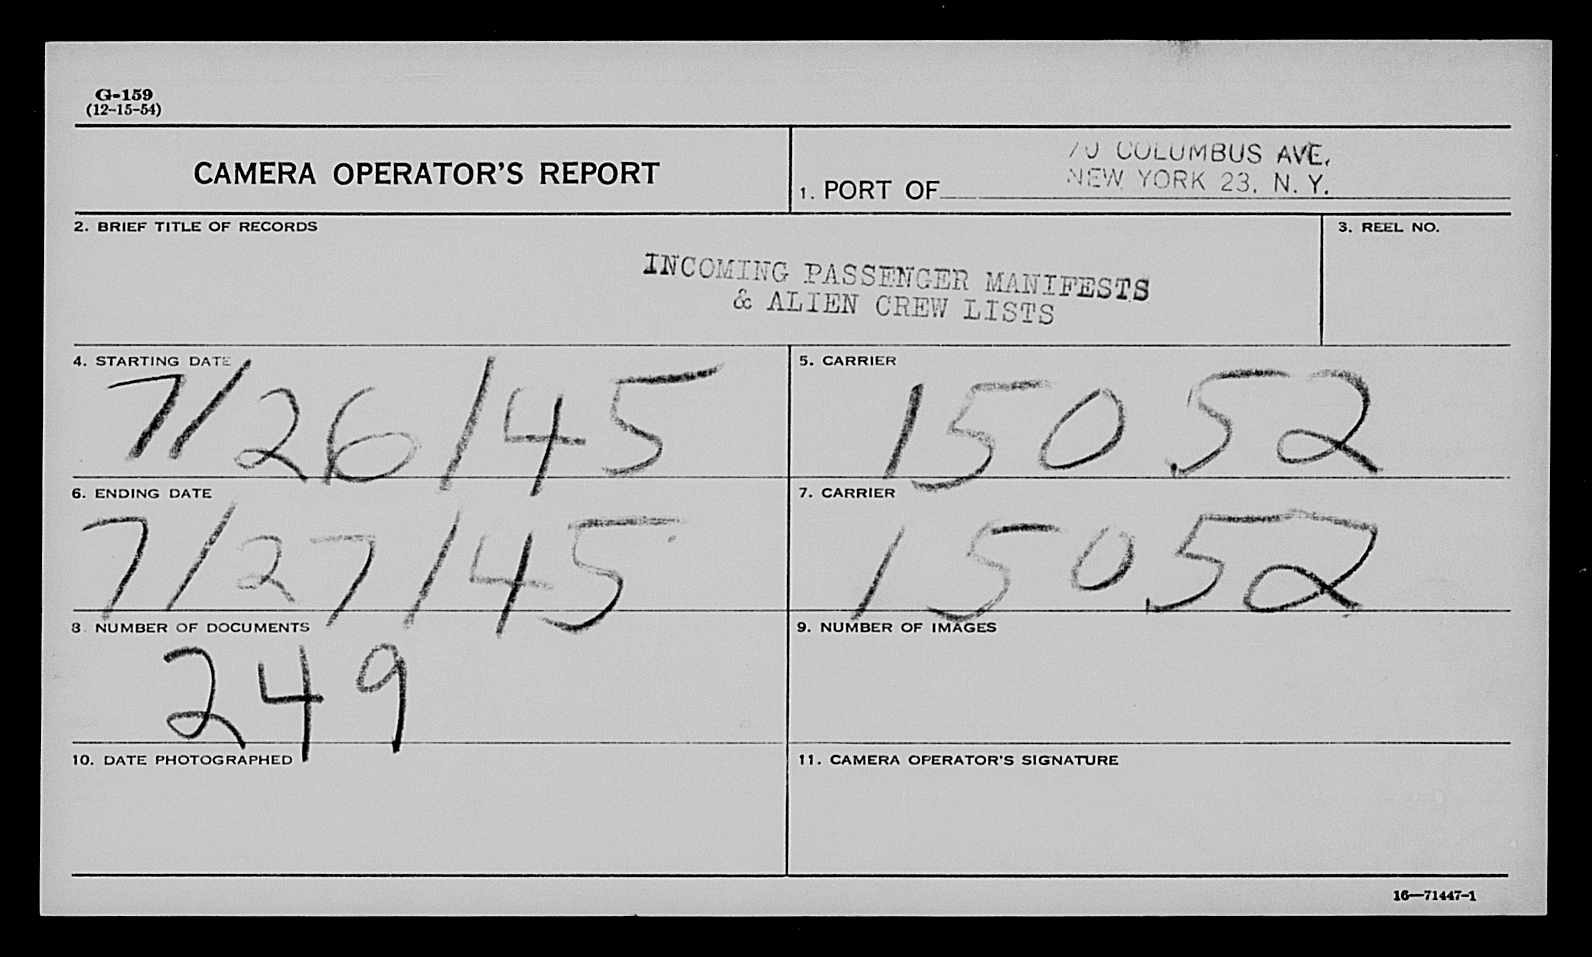 G-159
(12-15-54)
CAMERA OPERATOR'S REPORT
70 COLUMBUS AVE.
1. PORT OF NEW YORK 23, N. Y.
2. BRIEF TITLE OF RECORDS
3. REEL NO.
INCOMING PASSENGER MANIFESTS
& ALIEN CREW LISTS
4. STARTING DATE
7/26/45
5. CARRIER
15052
6. ENDING DATE
7/27/45
7. CARRIER
15052
8. NUMBER OF DOCUMENTS
249
9. NUMBER OF IMAGES
10. DATE PHOTOGRAPHED
11. CAMERA OPERATOR'S SIGNATURE
16—71447-1